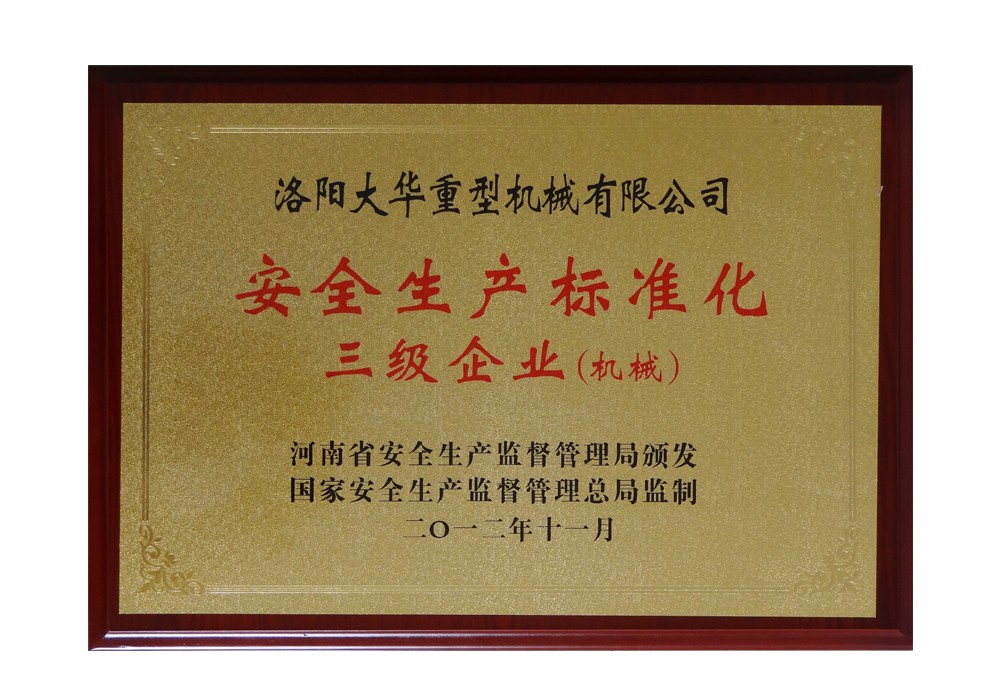 洛阳大华重型机械有限公司
安全生产标准化
三级企业(机械)
河南省安全生产监督管理局颁发
国家安全生产监督管理总局监制
二〇一二年十一月